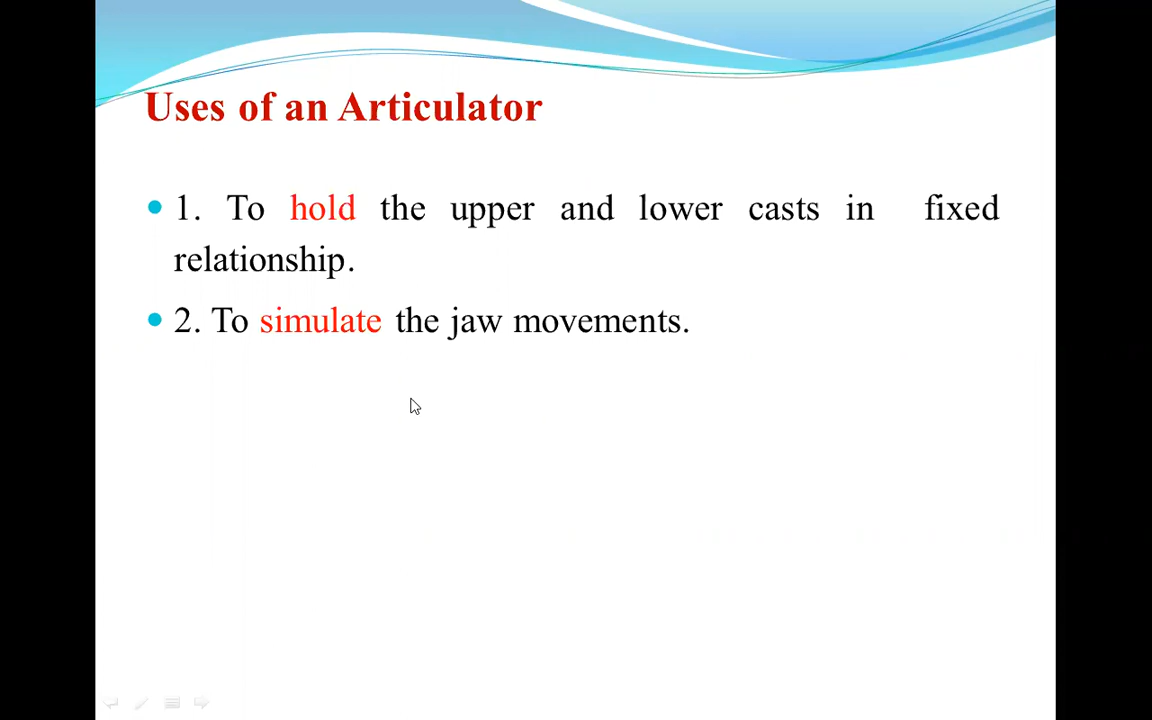 Uses of an Articulator
• 1. To hold the upper and lower casts in fixed
relationship.
• 2. To simulate the jaw movements.